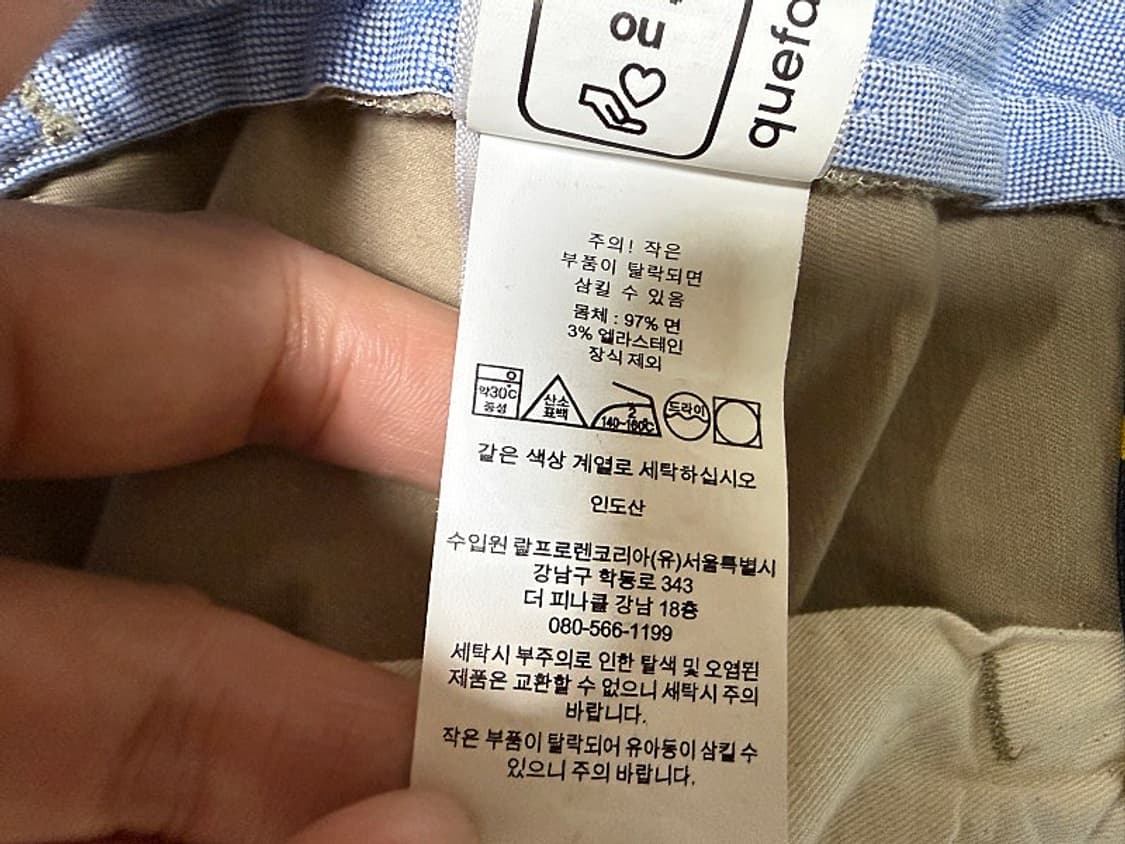 ou
quefa
주의! 작은
부품이 탈락되면
삼킬 수 있음
몸체 : 97% 면
3% 엘라스테인
장식 제외
약30℃
중성
산소
표백
2
140~160℃
드라이
같은 색상 계열로 세탁하십시오
인도산
수입원 랄프로렌코리아(유)서울특별시
강남구 학동로 343
더 피나클 강남 18층
080-566-1199
세탁시 부주의로 인한 탈색 및 오염된
제품은 교환할 수 없으니 세탁시 주의
바랍니다.
작은 부품이 탈락되어 유아동이 삼킬 수
있으니 주의 바랍니다.